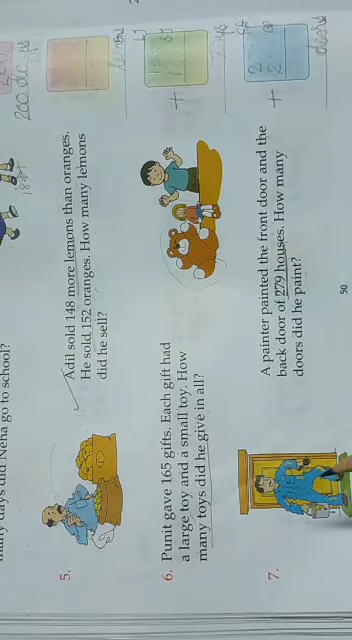 many days did Neha go to school?
200 days
5. Adil sold 148 more lemons than oranges.
He sold 152 oranges. How many lemons
did he sell?
6. Punit gave 165 gifts. Each gift had
a large toy and a small toy. How
many toys did he give in all?
+
7. A painter painted the front door and the
back door of 279 houses. How many
doors did he paint?
+
90